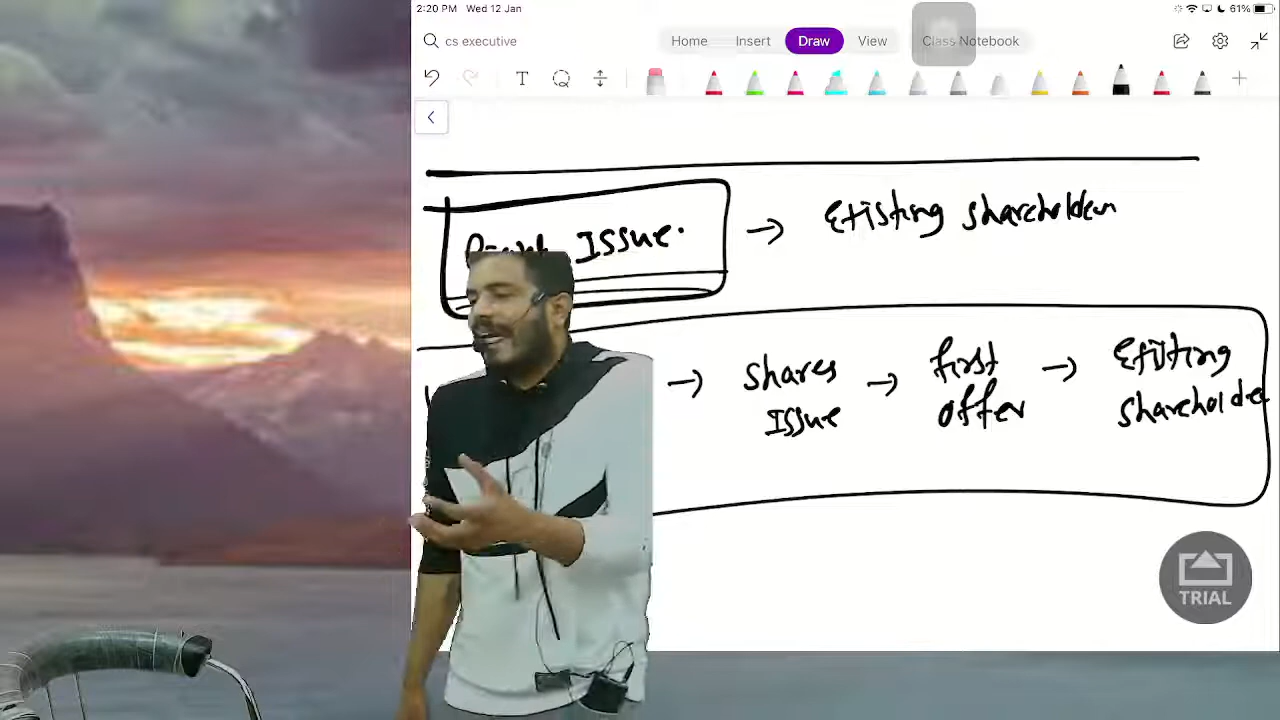 2:20 PM Wed 12 Jan
61%
cs executive
Home Insert Draw View Class Notebook
T
Issue.
→ Existing shareholders
→ shares Issue → first offer → Existing shareholder
TRIAL